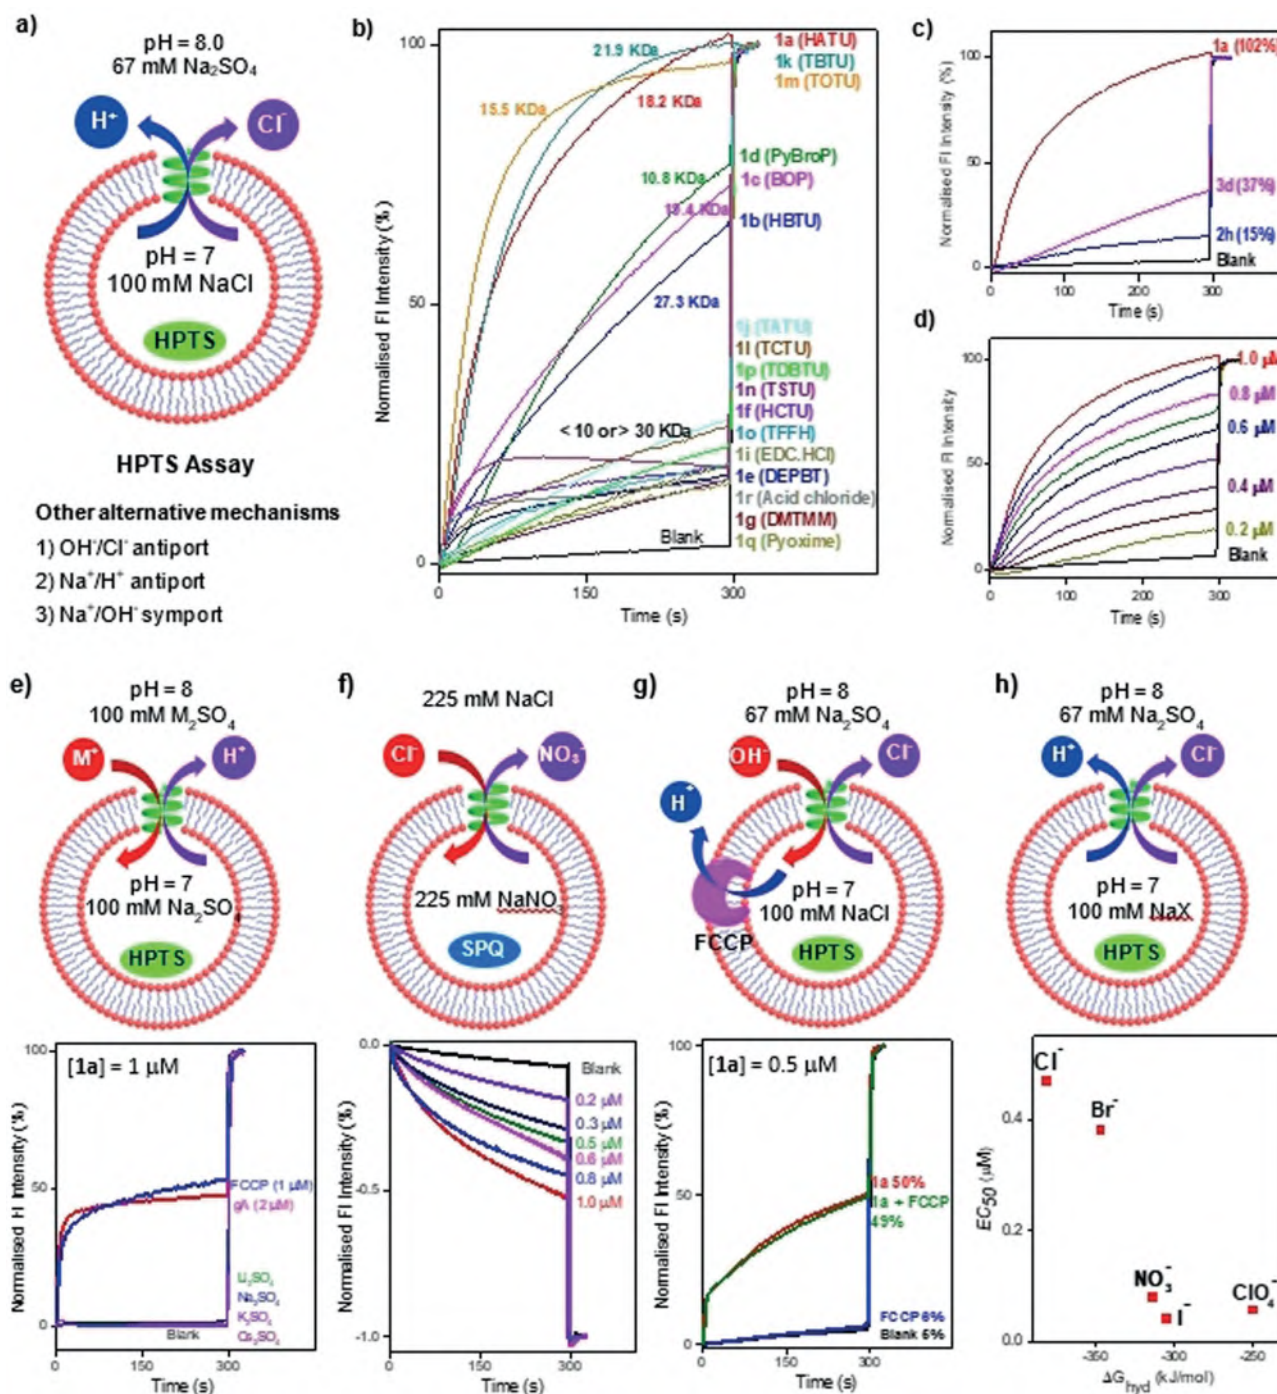 a)
pH = 8.0
67 mM Na₂SO₄
H⁺
Cl⁻
pH = 7
100 mM NaCl
HPTS
HPTS Assay
Other alternative mechanisms
1) OH⁻/Cl⁻ antiport
2) Na⁺/H⁺ antiport
3) Na⁺/OH⁻ symport
b)
Normalised FI Intensity (%)
100
50
0
21.9 KDa
15.5 KDa
18.2 KDa
10.8 KDa
27.3 KDa
< 10 or > 30 KDa
Blank
1a (HATU)
1k (TBTU)
1m (TOTU)
1d (PyBroP)
1c (BOP)
1b (HBTU)
1j (TATU)
1l (TCTU)
1p (TDBTU)
1n (TSTU)
1f (HCTU)
1o (TFFH)
1i (EDC.HCl)
1e (DEPBT)
1r (Acid chloride)
1g (DMTMM)
1q (Pyoxime)
0
150
300
Time (s)
c)
Normalised FI Intensity (%)
100
50
0
1a (102%)
3d (37%)
2h (15%)
Blank
0
100
200
300
Time (s)
d)
Normalised FI Intensity
100
50
0
1.0 μM
0.8 μM
0.6 μM
0.4 μM
0.2 μM
Blank
0
100
200
300
Time (s)
e)
pH = 8
100 mM M₂SO₄
M⁺
H⁺
pH = 7
100 mM Na₂SO₄
HPTS
Normalised FI Intensity (%)
100
50
0
[1a] = 1 μM
FCCP (1 μM)
gA (2 μM)
Li₂SO₄
Na₂SO₄
K₂SO₄
Cs₂SO₄
Blank
0
300
Time (s)
f)
225 mM NaCl
Cl⁻
NO₃⁻
225 mM NaNO₃
SPQ
Normalised FI Intensity (%)
0.0
-0.5
-1.0
Blank
0.2 μM
0.3 μM
0.5 μM
0.6 μM
0.8 μM
1.0 μM
0
300
Time (s)
g)
pH = 8
67 mM Na₂SO₄
OH⁻
Cl⁻
H⁺
FCCP
pH = 7
100 mM NaCl
HPTS
Normalised FI Intensity (%)
100
50
0
[1a] = 0.5 μM
1a 50%
1a + FCCP
49%
FCCP 6%
Blank 5%
0
300
Time (s)
h)
pH = 8
67 mM Na₂SO₄
H⁺
Cl⁻
pH = 7
100 mM NaX
HPTS
EC50 (μM)
0.4
0.2
0.0
Cl⁻
Br⁻
NO₃⁻
I⁻
ClO₄⁻
-350
-300
-250
ΔG_hyd (kJ/mol)